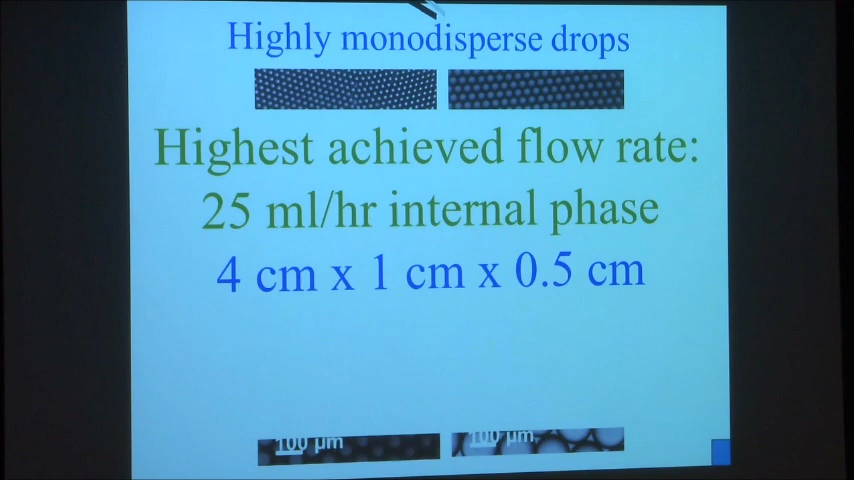 Highly monodisperse drops
Highest achieved flow rate:
25 ml/hr internal phase
4 cm x 1 cm x 0.5 cm
100 µm
100 µm